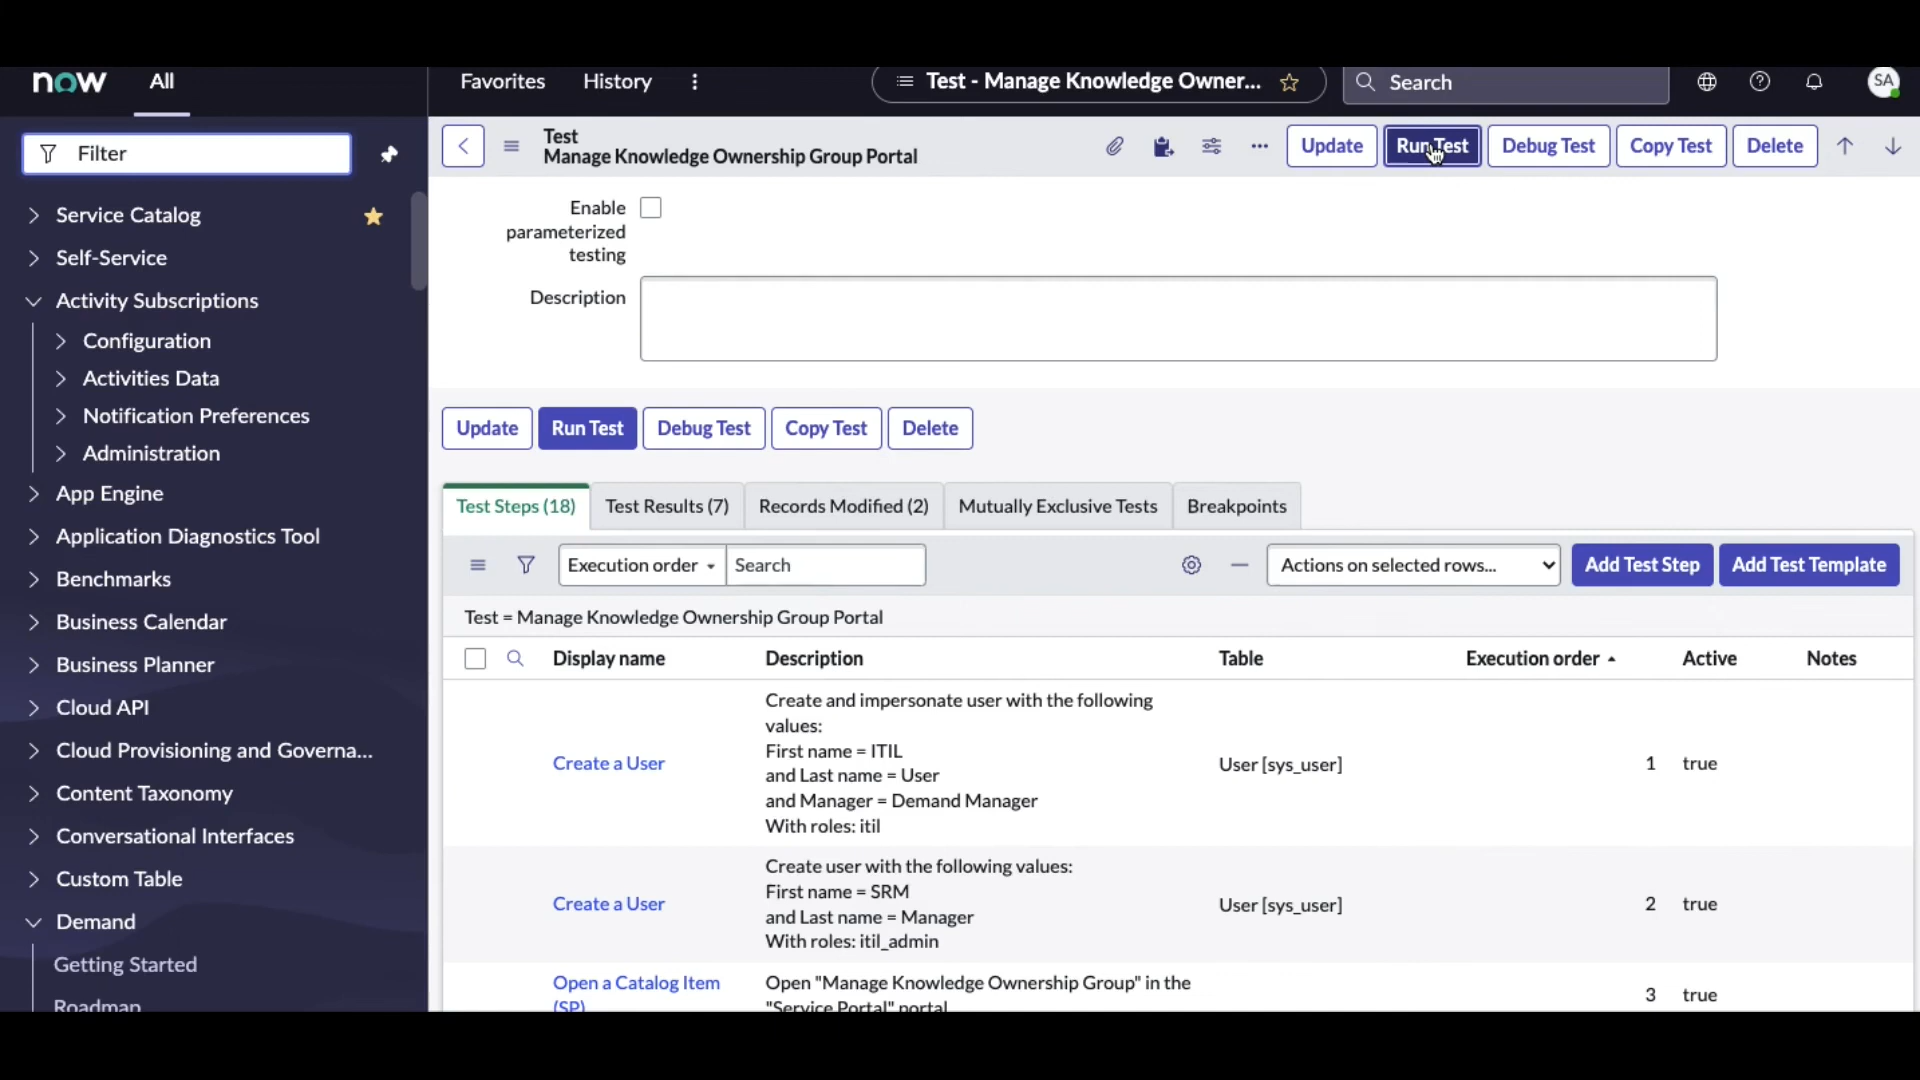 now
All
Favorites
History
Test - Manage Knowledge Owner...
Search
SA
Filter
Service Catalog
Self-Service
Activity Subscriptions
Configuration
Activities Data
Notification Preferences
Administration
App Engine
Application Diagnostics Tool
Benchmarks
Business Calendar
Business Planner
Cloud API
Cloud Provisioning and Governa...
Content Taxonomy
Conversational Interfaces
Custom Table
Demand
Getting Started
Roadmap
Test
Manage Knowledge Ownership Group Portal
Update
Run Test
Debug Test
Copy Test
Delete
Enable
parameterized
testing
Description
Update
Run Test
Debug Test
Copy Test
Delete
Test Steps (18)
Test Results (7)
Records Modified (2)
Mutually Exclusive Tests
Breakpoints
Execution order
Search
Actions on selected rows...
Add Test Step
Add Test Template
Test = Manage Knowledge Ownership Group Portal
Display name
Description
Table
Execution order
Active
Notes
Create a User
Create and impersonate user with the following
values:
First name = ITIL
and Last name = User
and Manager = Demand Manager
With roles: itil
User [sys_user]
1
true
Create a User
Create user with the following values:
First name = SRM
and Last name = Manager
With roles: itil_admin
User [sys_user]
2
true
Open a Catalog Item
(SP)
Open "Manage Knowledge Ownership Group" in the
"Service Portal" portal
3
true